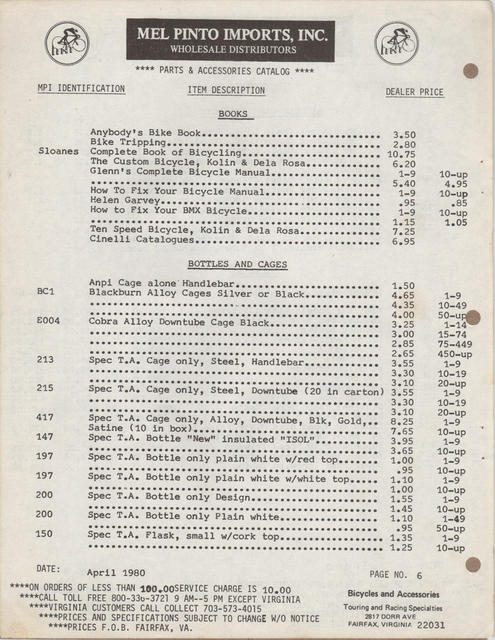 MEL PINTO IMPORTS, INC.
WHOLESALE DISTRIBUTORS
**** PARTS & ACCESSORIES CATALOG ****
MPI IDENTIFICATION ITEM DESCRIPTION DEALER PRICE
BOOKS
Anybody's Bike Book 3.50
Bike Tripping 2.80
Sloanes Complete Book of Bicycling 10.75
The Custom Bicycle, Kolin & Dela Rosa 6.20
Glenn's Complete Bicycle Manual 1-9 10-up
5.40 4.95
How To Fix Your Bicycle Manual 1-9 10-up
Helen Garvey .95 .85
How to Fix Your BMX Bicycle 1-9 10-up
1.15 1.05
Ten Speed Bicycle, Kolin & Dela Rosa 7.25
Cinelli Catalogues 6.95
BOTTLES AND CAGES
Anpi Cage alone Handlebar 1.50
BC1 Blackburn Alloy Cages Silver or Black 4.65 1-9
4.35 10-49
4.00 50-up
E004 Cobra Alloy Downtube Cage Black 3.25 1-14
3.00 15-74
2.85 75-449
2.65 450-up
213 Spec T.A. Cage only, Steel, Handlebar 3.55 1-9
3.30 10-19
3.10 20-up
215 Spec T.A. Cage only, Steel, Downtube (20 in carton) 3.55 1-9
3.30 10-19
3.10 20-up
417 Spec T.A. Cage only, Alloy, Downtube, Blk, Gold, 8.25 1-9
Satine (10 in box) 7.65 10-up
147 Spec T.A. Bottle "New" insulated "ISOL" 3.95 1-9
3.65 10-up
197 Spec T.A. Bottle only plain white w/red top 1.00 1-9
.95 10-up
197 Spec T.A. Bottle only plain white w/white top 1.10 1-9
1.00 10-up
200 Spec T.A. Bottle only Design 1.55 1-9
1.45 10-up
200 Spec T.A. Bottle only Plain white 1.10 1-49
.95 50-up
150 Spec T.A. Flask, small w/cork top 1.35 1-9
1.25 10-up
DATE: April 1980 PAGE NO. 6
****ON ORDERS OF LESS THAN 100.00 SERVICE CHARGE IS 10.00
****CALL TOLL FREE 800-336-3721 9 AM--5 PM EXCEPT VIRGINIA
****VIRGINIA CUSTOMERS CALL COLLECT 703-573-4015
****PRICES AND SPECIFICATIONS SUBJECT TO CHANGE W/O NOTICE
****PRICES F.O.B. FAIRFAX, VA.
Bicycles and Accessories
Touring and Racing Specialties
2817 DORR AVE
FAIRFAX, VIRGINIA 22031